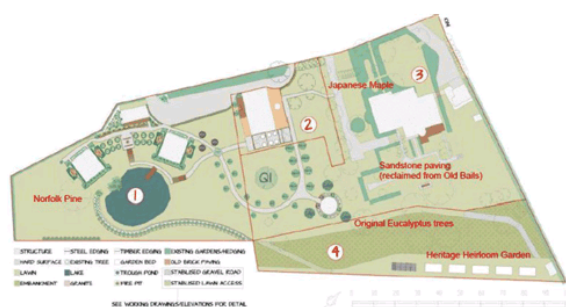 Japanese Maple
3
2
Sandstone paving
(reclaimed from Old Bails)
Norfolk Pine
1
Original Eucalyptus trees
4
Heritage Heirloom Garden
STRUCTURE
STEEL EDGING
TIMBER EDGING
EXISTING GARDENS/HEDGING
HARD SURFACE
EXISTING TREE
GARDEN BED
OLD BRICK PAVING
LAWN
LAKE
TROUGH POND
STABILISED GRAVEL ROAD
EMBANKMENT
GRANITE
FIRE PIT
STABILISED LAWN ACCESS
SEE WORKING DRAWINGS/ELEVATIONS FOR DETAIL